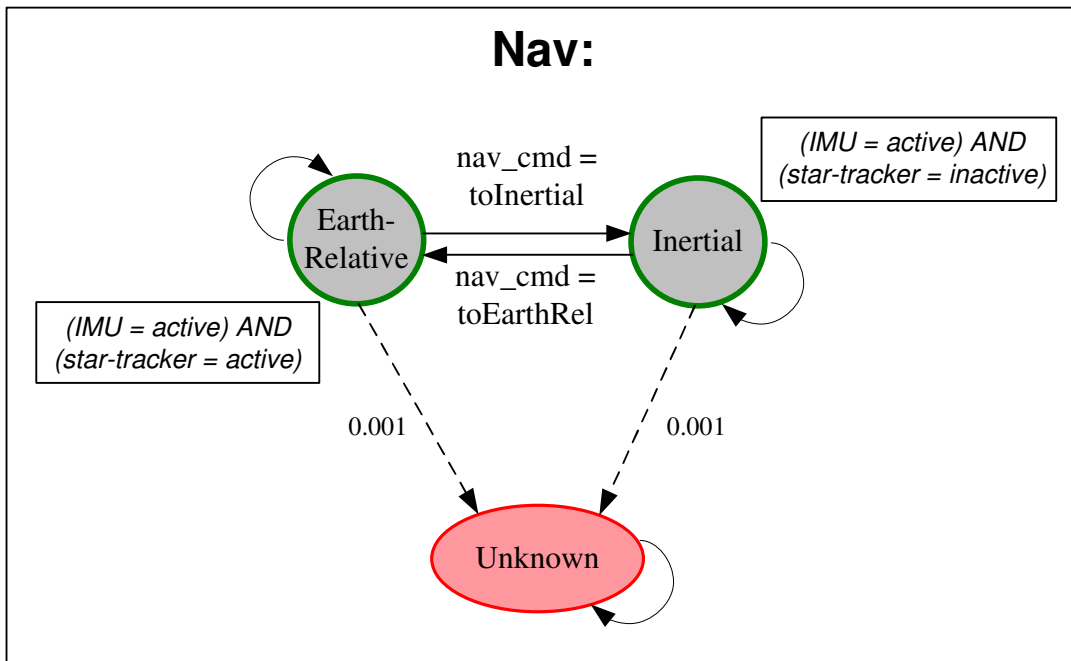 Nav:
(IMU = active) AND
(star-tracker = inactive)
nav_cmd =
toInertial
Earth-
Relative
Inertial
nav_cmd =
toEarthRel
(IMU = active) AND
(star-tracker = active)
0.001
0.001
Unknown